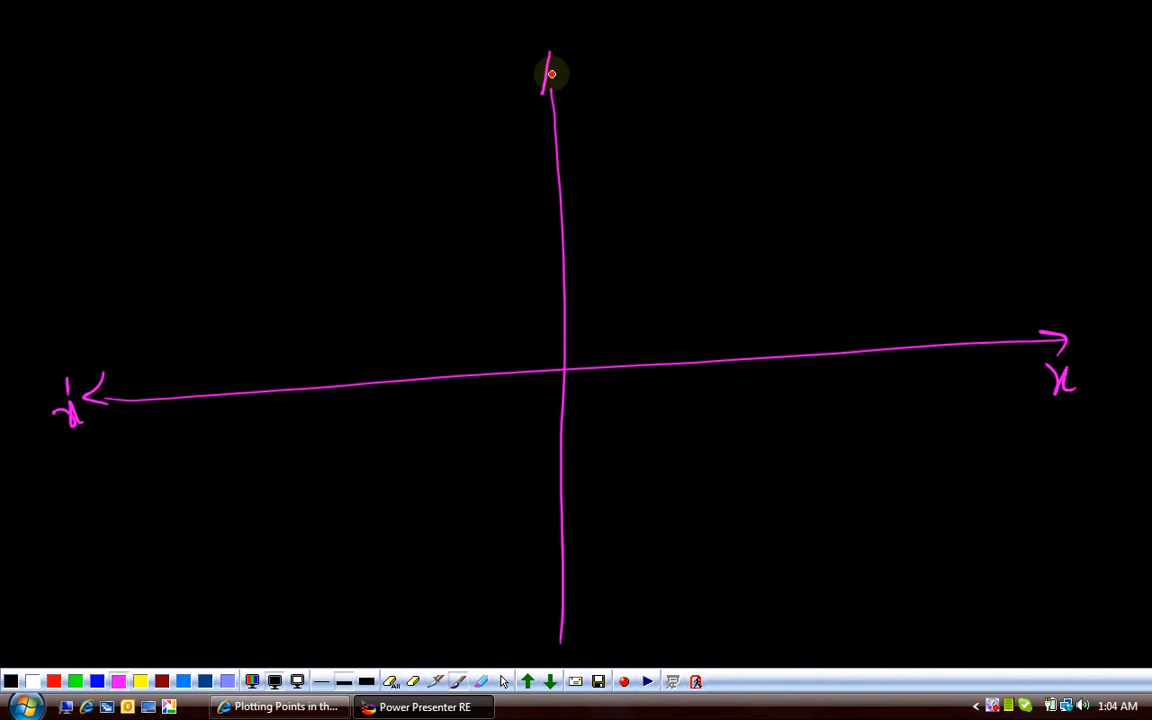 x'
x
Plotting Points in th...
Power Presenter RE
1:04 AM